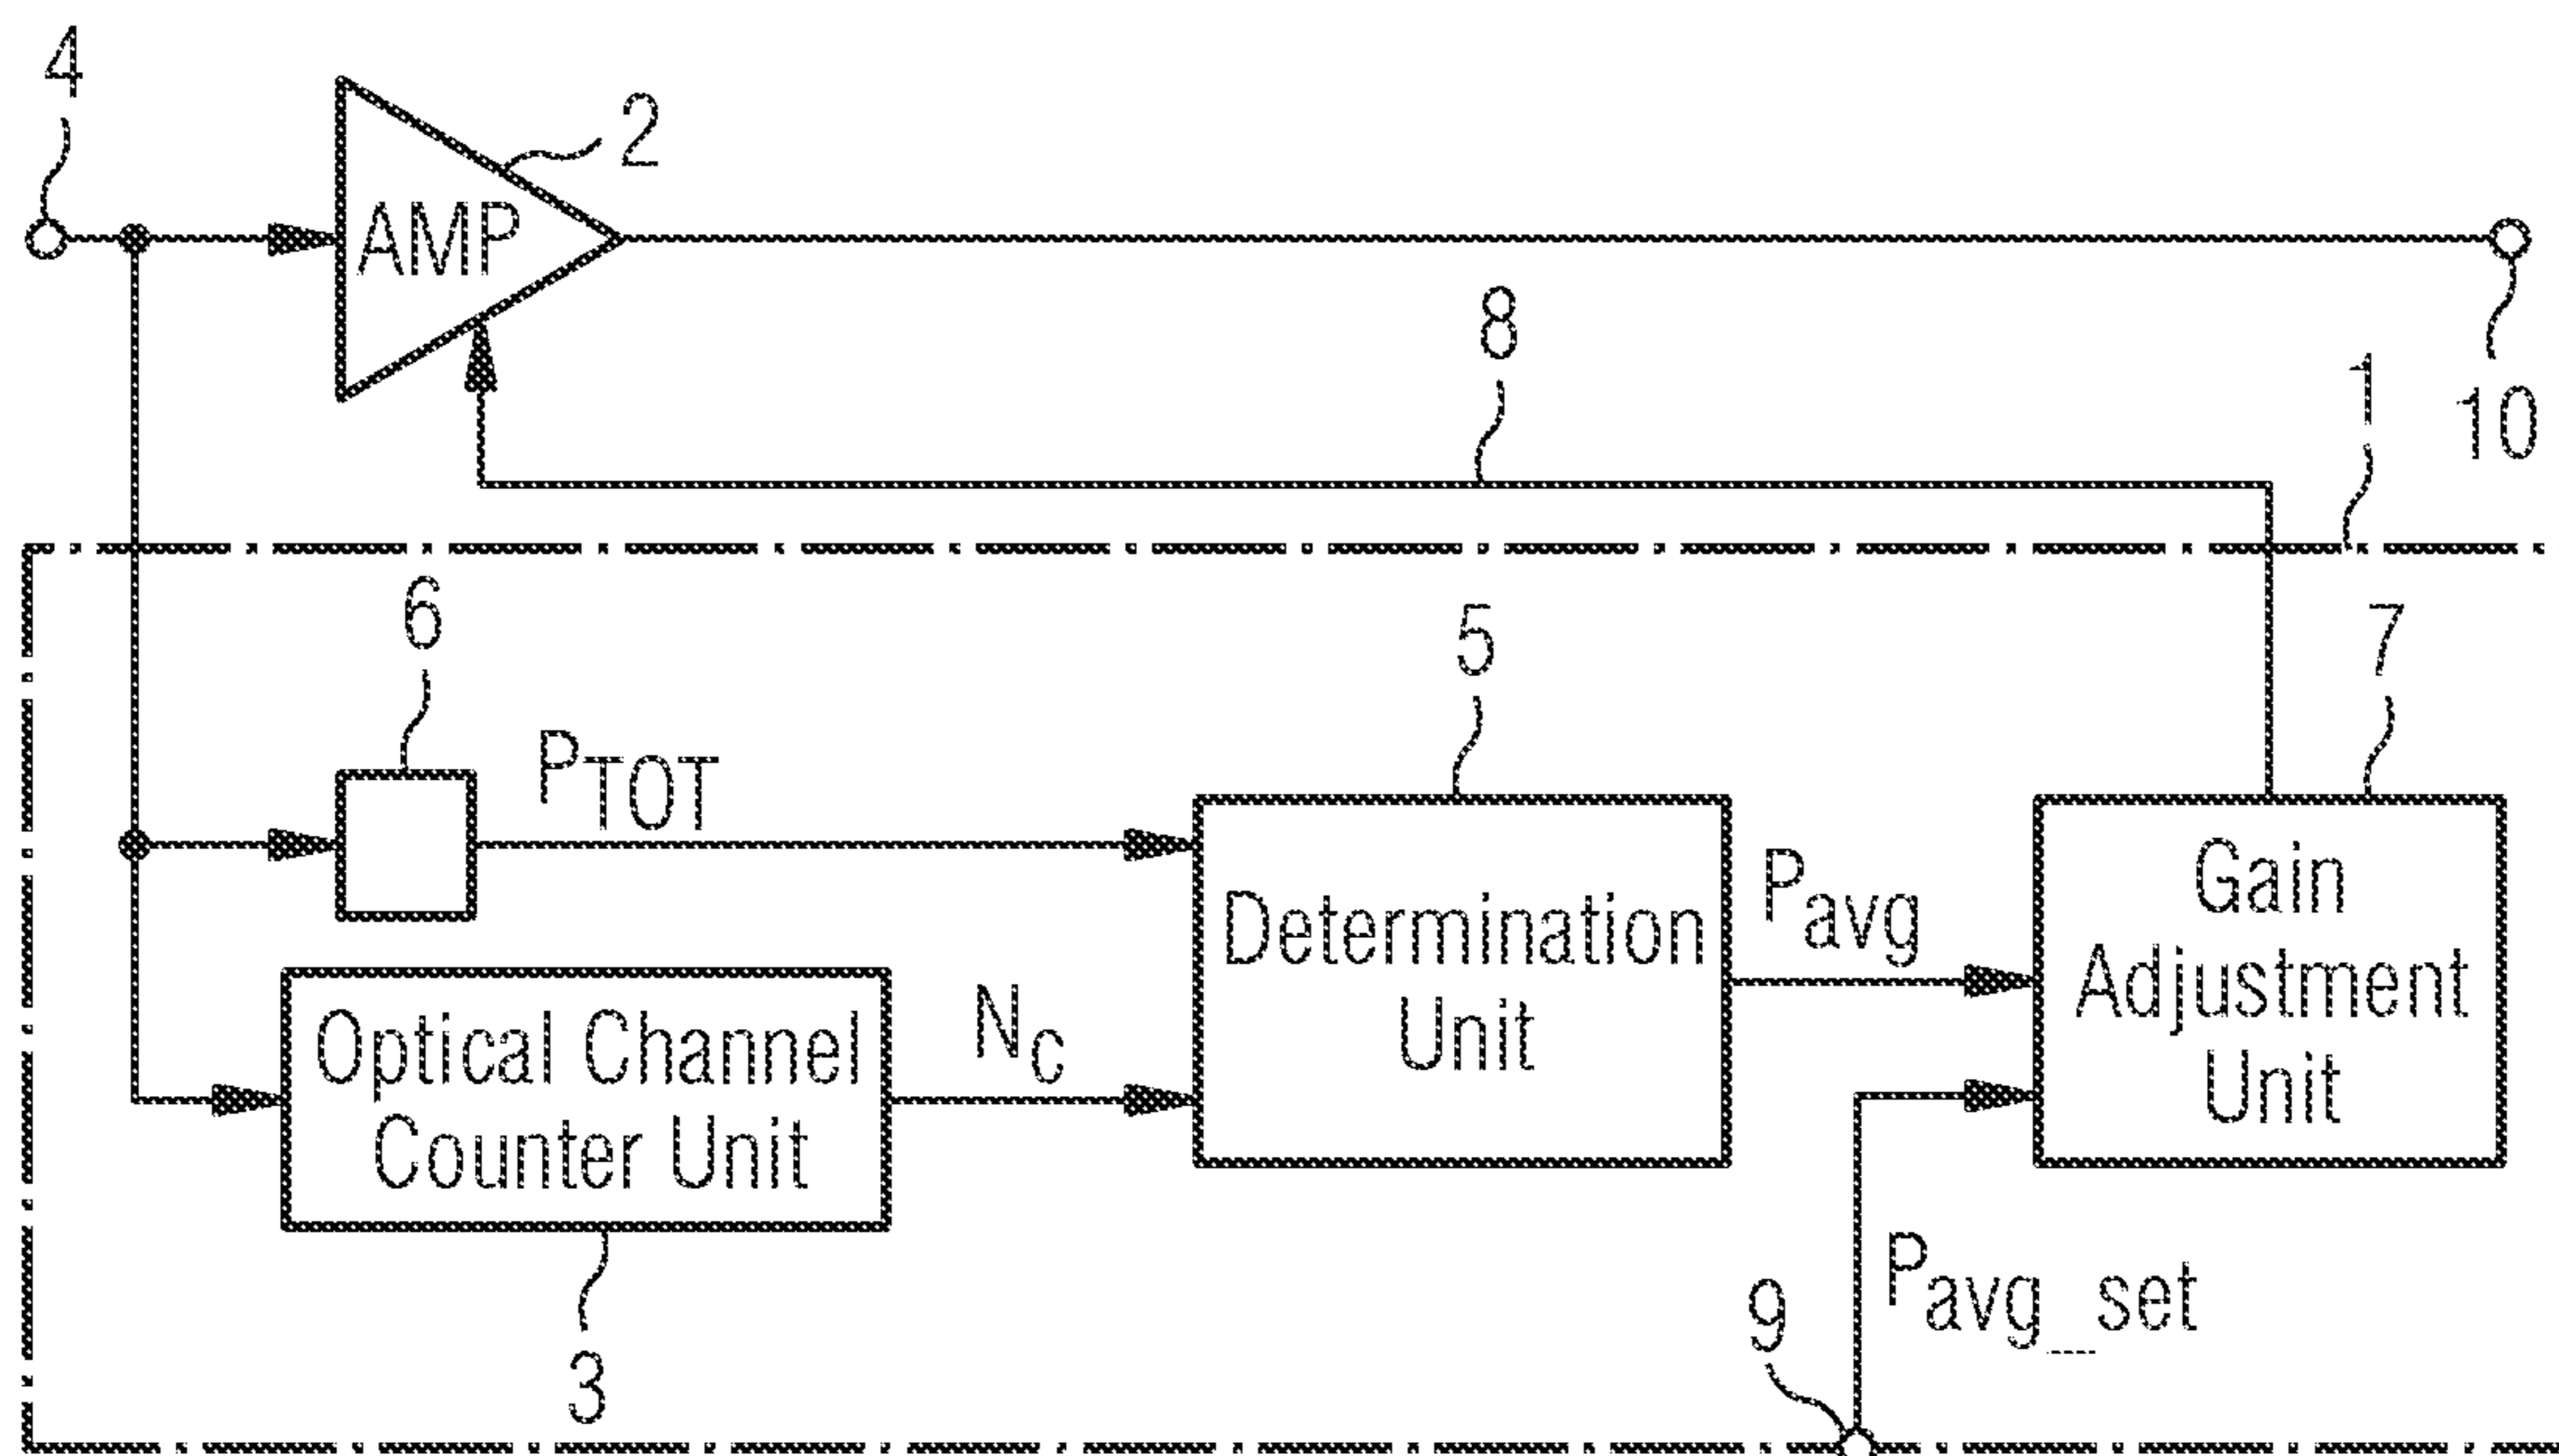 4
2
AMP
8
1
10
6
5
7
PTOT
Determination
Unit
Pavg
Gain
Adjustment
Unit
Optical Channel
Counter Unit
NC
3
9
Pavg_set